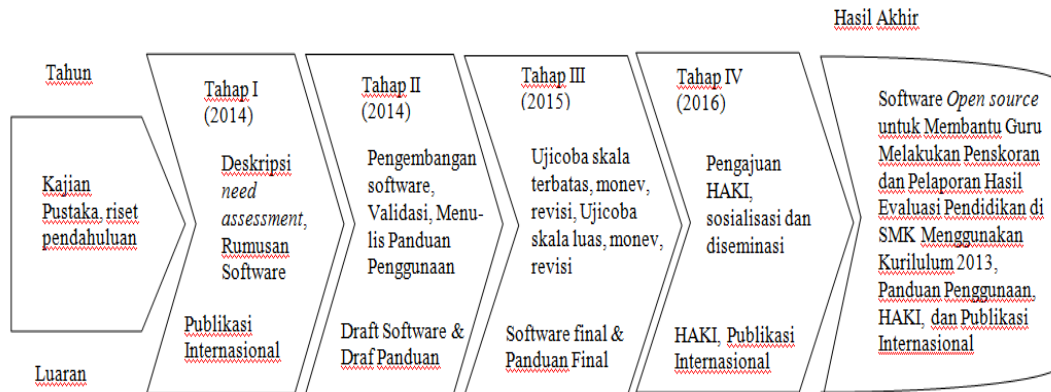 Hasil Akhir
Tahun
Kajian
Pustaka, riset
pendahuluan
Luaran
Tahap I
(2014)
Deskripsi
need
assessment,
Rumusan
Software
Publikasi
Internasional
Tahap II
(2014)
Pengembangan
software,
Validasi, Menu-
lis Panduan
Penggunaan
Draft Software &
Draf Panduan
Tahap III
(2015)
Ujicoba skala
terbatas, monev,
revisi, Ujicoba
skala luas, monev,
revisi
Software final &
Panduan Final
Tahap IV
(2016)
Pengajuan
HAKI,
sosialisasi dan
diseminasi
HAKI, Publikasi
Internasional
Software Open source
untuk Membantu Guru
Melakukan Penskoran
dan Pelaporan Hasil
Evaluasi Pendidikan di
SMK Menggunakan
Kurilulum 2013,
Panduan Penggunaan,
HAKI, dan Publikasi
Internasional